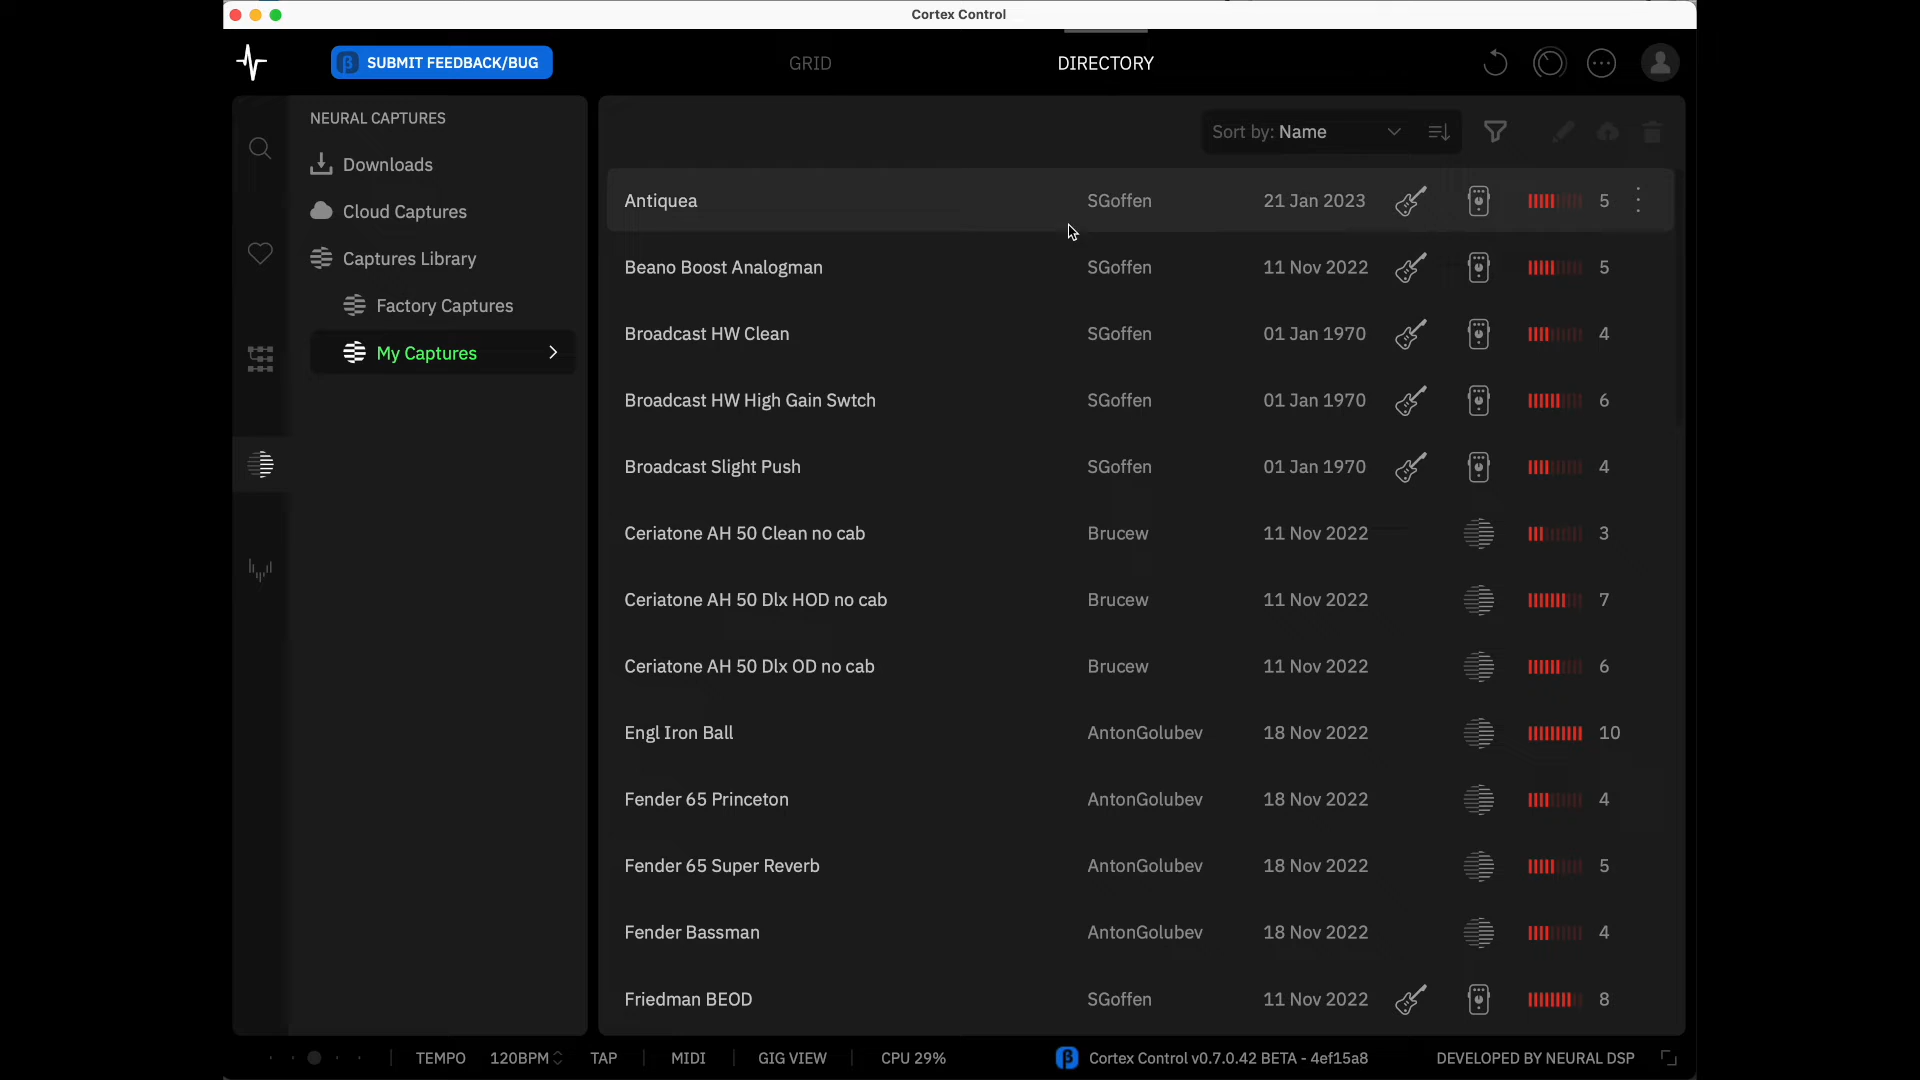 Cortex Control
SUBMIT FEEDBACK/BUG
GRID
DIRECTORY
NEURAL CAPTURES
Downloads
Cloud Captures
Captures Library
Factory Captures
My Captures
Sort by: Name
Antiquea SGoffen 21 Jan 2023 5
Beano Boost Analogman SGoffen 11 Nov 2022 5
Broadcast HW Clean SGoffen 01 Jan 1970 4
Broadcast HW High Gain Swtch SGoffen 01 Jan 1970 6
Broadcast Slight Push SGoffen 01 Jan 1970 4
Ceriatone AH 50 Clean no cab Brucew 11 Nov 2022 3
Ceriatone AH 50 Dlx HOD no cab Brucew 11 Nov 2022 7
Ceriatone AH 50 Dlx OD no cab Brucew 11 Nov 2022 6
Engl Iron Ball AntonGolubev 18 Nov 2022 10
Fender 65 Princeton AntonGolubev 18 Nov 2022 4
Fender 65 Super Reverb AntonGolubev 18 Nov 2022 5
Fender Bassman AntonGolubev 18 Nov 2022 4
Friedman BEOD SGoffen 11 Nov 2022 8
TEMPO 120BPM TAP MIDI GIG VIEW CPU 29% β Cortex Control v0.7.0.42 BETA - 4ef15a8 DEVELOPED BY NEURAL DSP